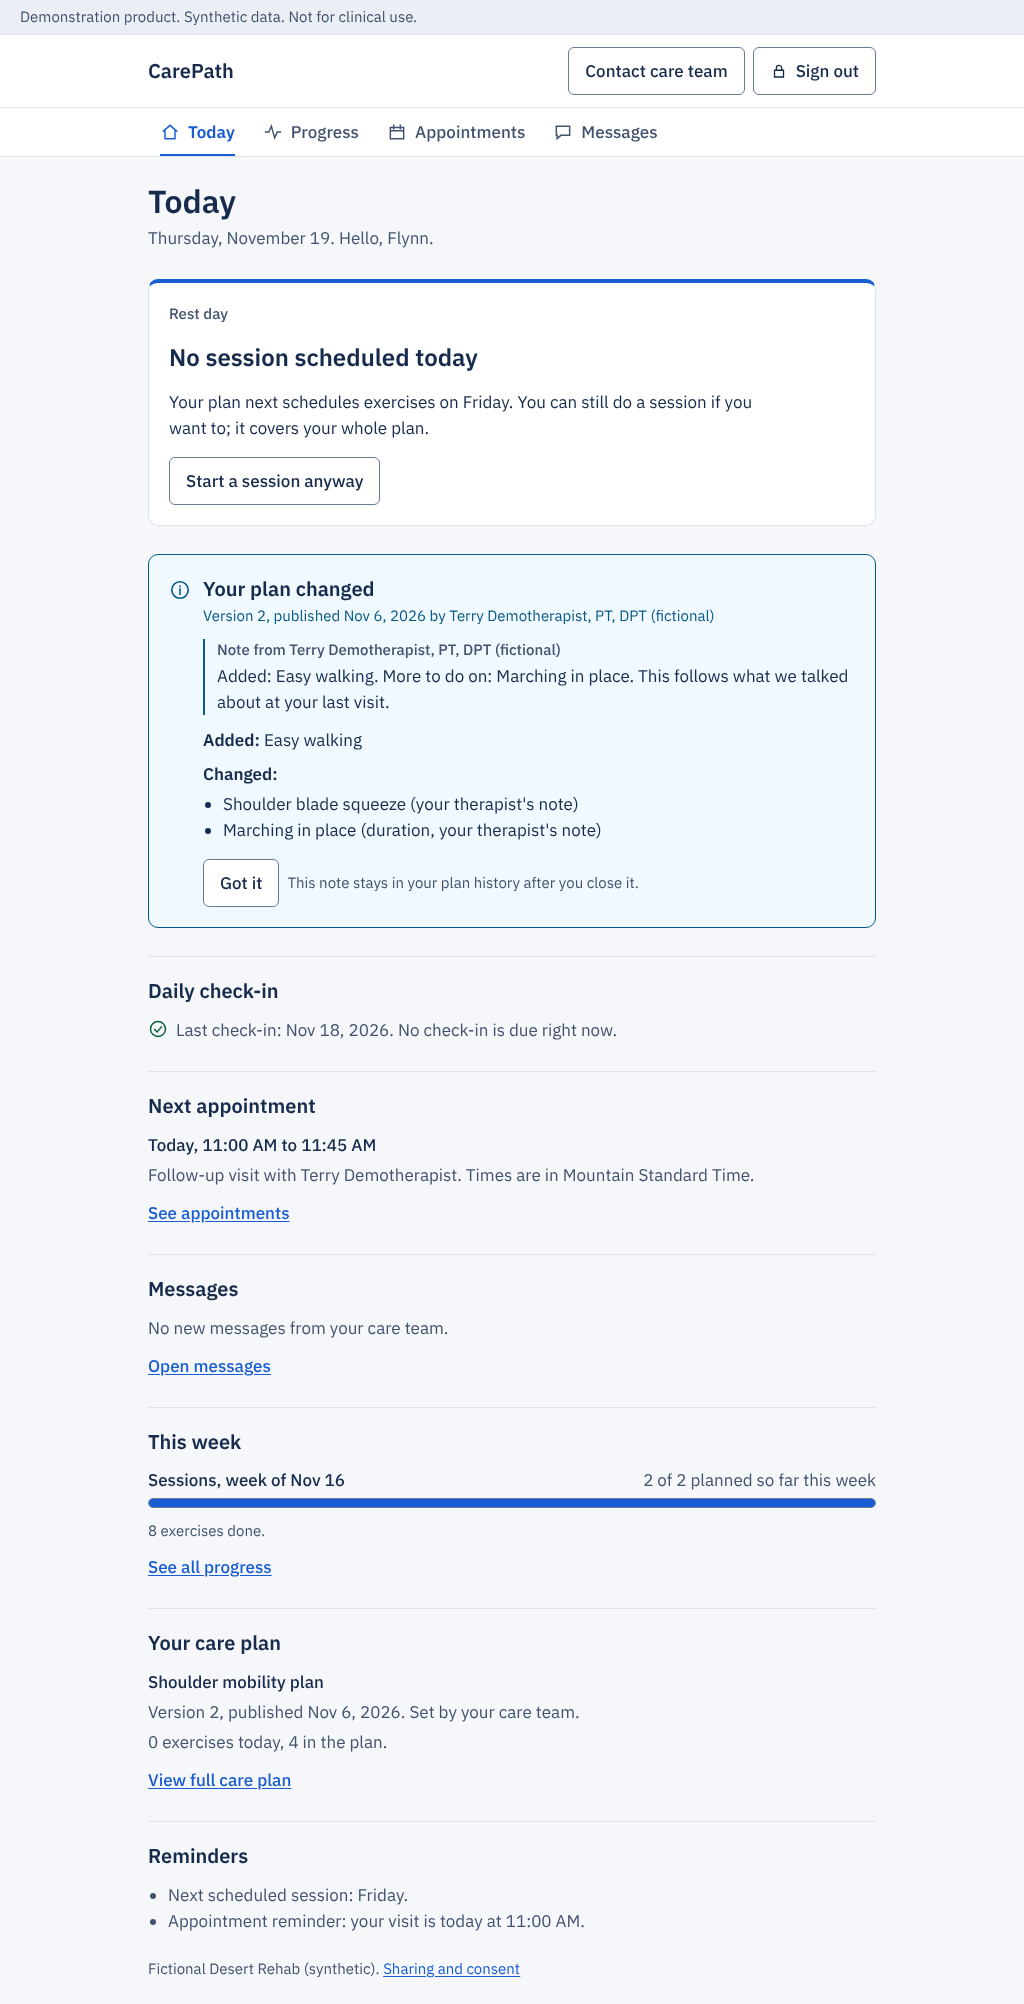 Demonstration product. Synthetic data. Not for clinical use.
CarePath
Contact care team
Sign out
Today
Progress
Appointments
Messages
Today
Thursday, November 19. Hello, Flynn.
Rest day
No session scheduled today
Your plan next schedules exercises on Friday. You can still do a session if you
want to; it covers your whole plan.
Start a session anyway
Your plan changed
Version 2, published Nov 6, 2026 by Terry Demotherapist, PT, DPT (fictional)
Note from Terry Demotherapist, PT, DPT (fictional)
Added: Easy walking. More to do on: Marching in place. This follows what we talked
about at your last visit.
Added: Easy walking
Changed:
Shoulder blade squeeze (your therapist's note)
Marching in place (duration, your therapist's note)
Got it
This note stays in your plan history after you close it.
Daily check-in
Last check-in: Nov 18, 2026. No check-in is due right now.
Next appointment
Today, 11:00 AM to 11:45 AM
Follow-up visit with Terry Demotherapist. Times are in Mountain Standard Time.
See appointments
Messages
No new messages from your care team.
Open messages
This week
Sessions, week of Nov 16
2 of 2 planned so far this week
8 exercises done.
See all progress
Your care plan
Shoulder mobility plan
Version 2, published Nov 6, 2026. Set by your care team.
0 exercises today, 4 in the plan.
View full care plan
Reminders
Next scheduled session: Friday.
Appointment reminder: your visit is today at 11:00 AM.
Fictional Desert Rehab (synthetic). Sharing and consent